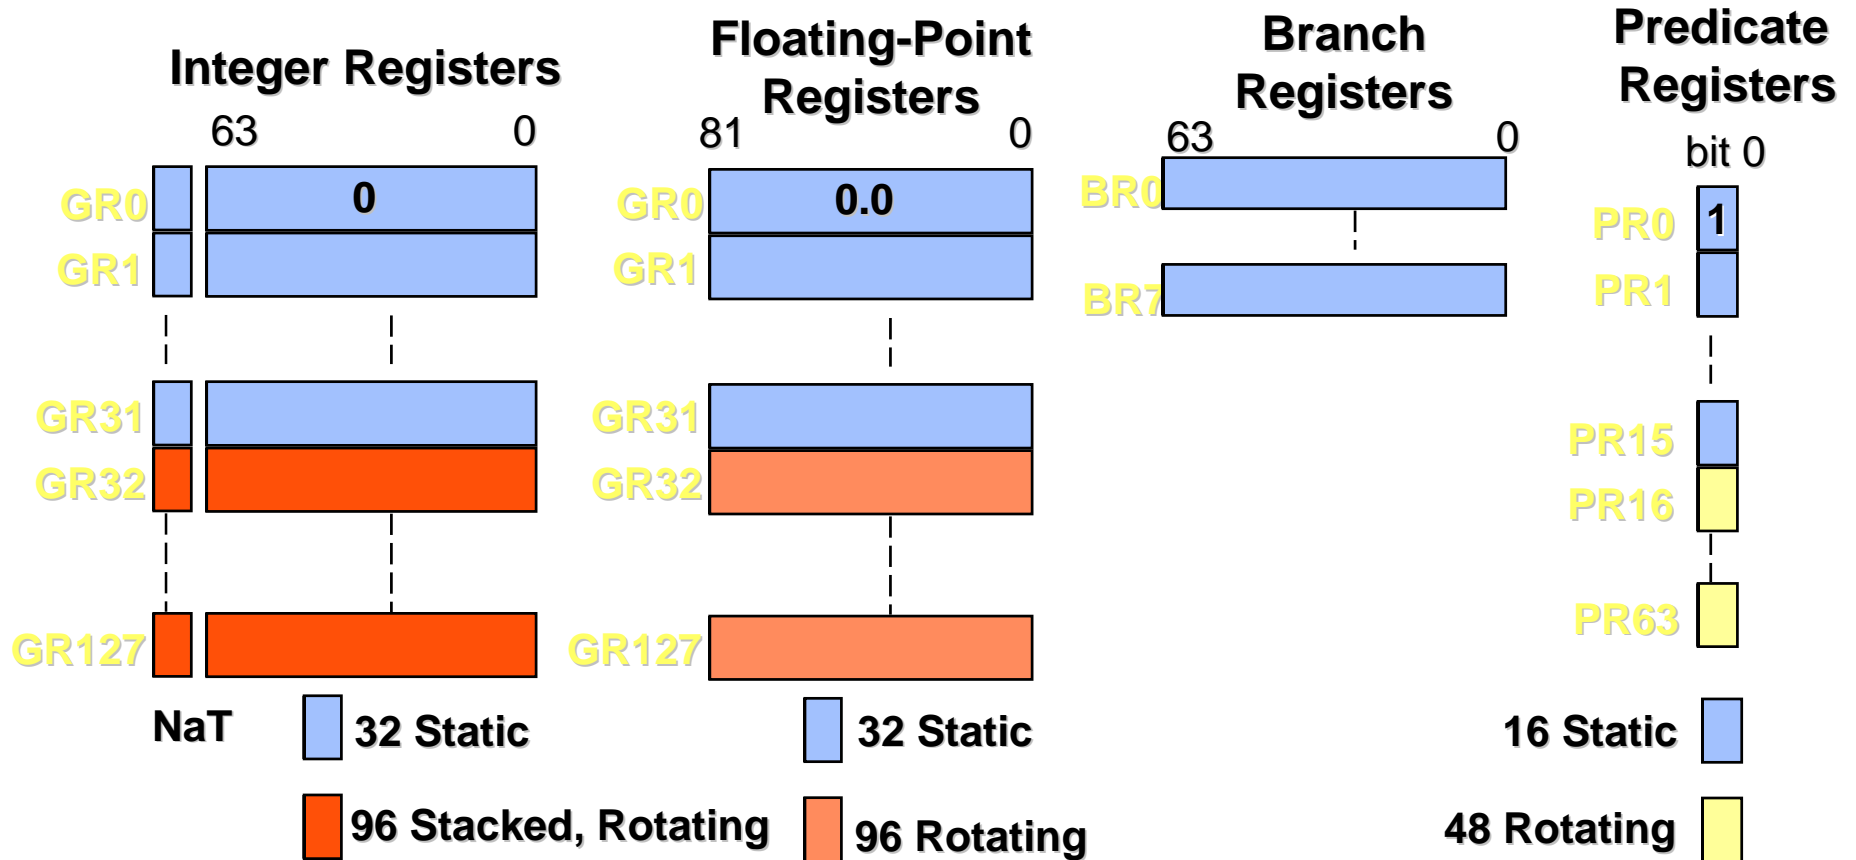 Integer Registers
63 0
GR0 0
GR1
GR31
GR32
GR127
NaT
32 Static
96 Stacked, Rotating
Floating-Point
Registers
81 0
GR0 0.0
GR1
GR31
GR32
GR127
32 Static
96 Rotating
Branch
Registers
63 0
BR0
BR7
Predicate
Registers
bit 0
PR0 1
PR1
PR15
PR16
PR63
16 Static
48 Rotating